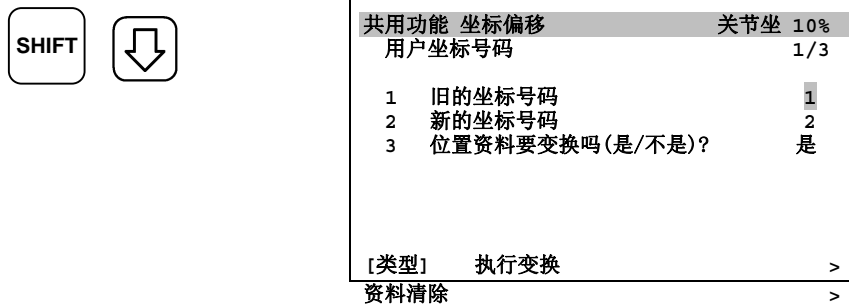 SHIFT
共用功能 坐标偏移 关节坐 10%
用户坐标号码 1/3
1 旧的坐标号码 1
2 新的坐标号码 2
3 位置资料要变换吗(是/不是)? 是
[类型] 执行变换 >
资料清除 >